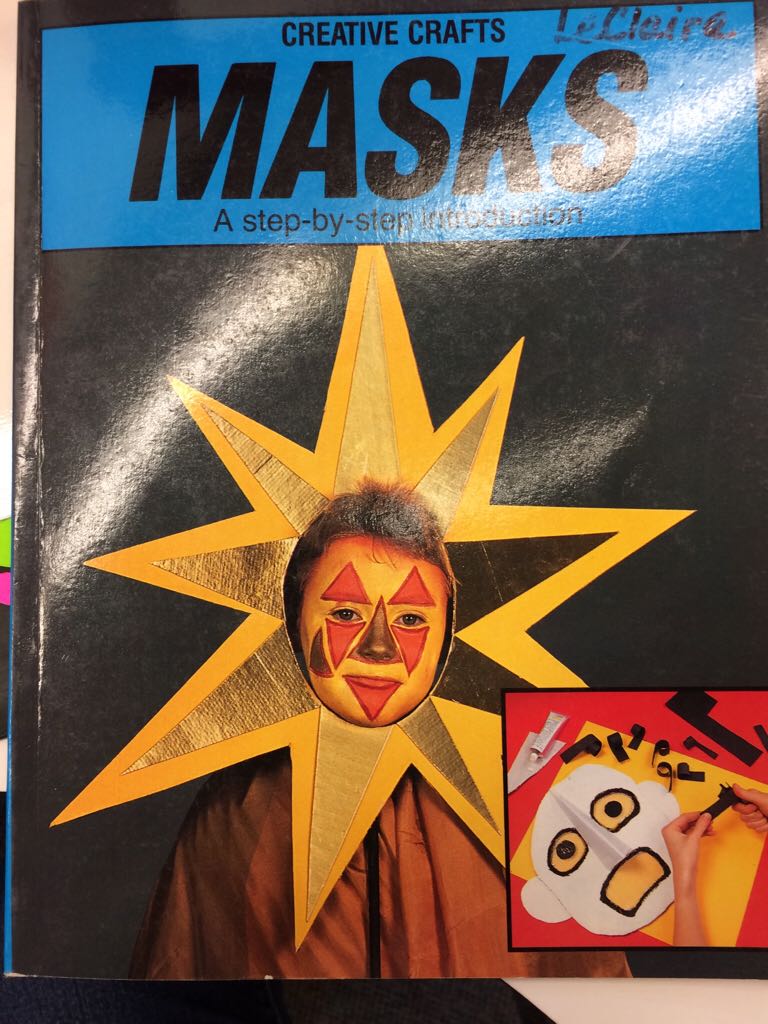 CREATIVE CRAFTS
LeClaire
MASKS
A step-by-step introduction